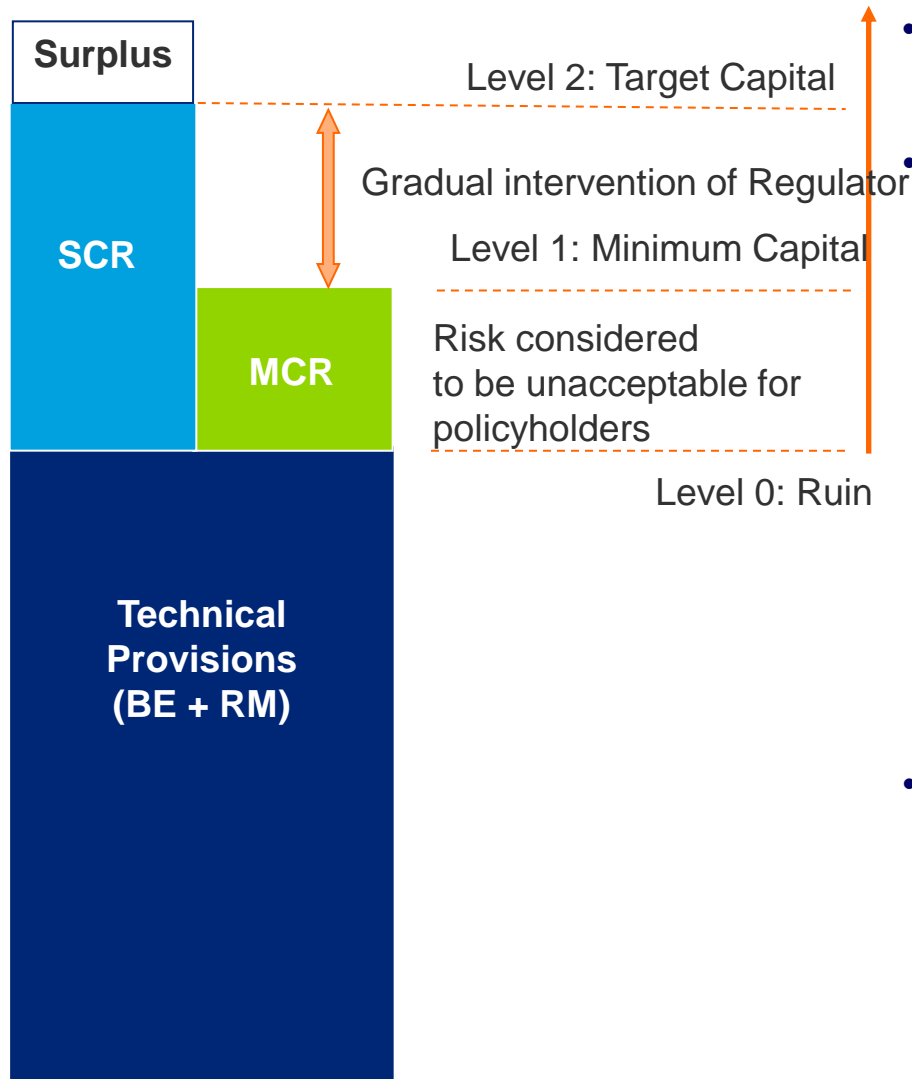 Surplus
Level 2: Target Capital
Gradual intervention of Regulator
SCR
Level 1: Minimum Capital
MCR
Risk considered
to be unacceptable for
policyholders
Level 0: Ruin
Technical
Provisions
(BE + RM)